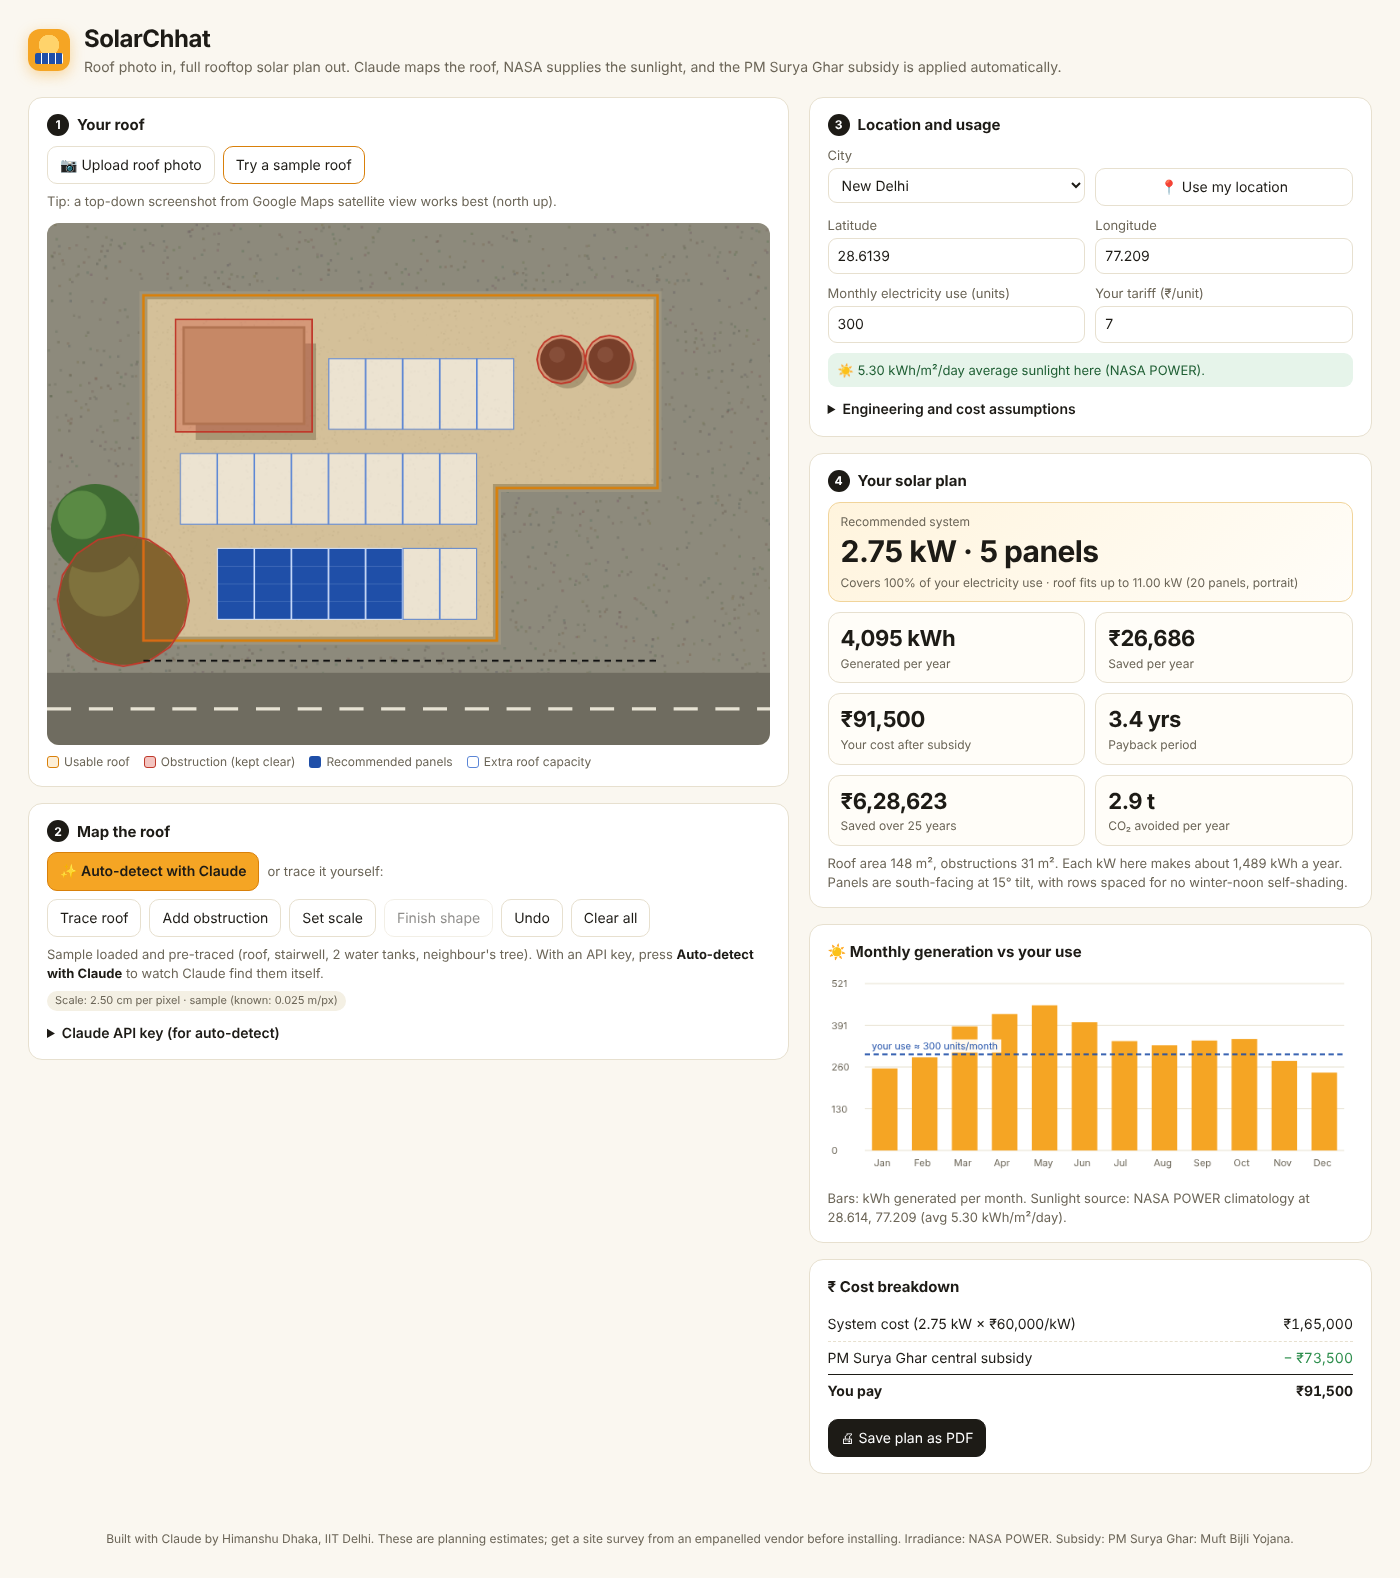 SolarChhat
Roof photo in, full rooftop solar plan out. Claude maps the roof, NASA supplies the sunlight, and the PM Surya Ghar subsidy is applied automatically.
1 Your roof
📷 Upload roof photo
Try a sample roof
Tip: a top-down screenshot from Google Maps satellite view works best (north up).
Usable roof
Obstruction (kept clear)
Recommended panels
Extra roof capacity
2 Map the roof
✨ Auto-detect with Claude
or trace it yourself:
Trace roof
Add obstruction
Set scale
Finish shape
Undo
Clear all
Sample loaded and pre-traced (roof, stairwell, 2 water tanks, neighbour's tree). With an API key, press Auto-detect
with Claude to watch Claude find them itself.
Scale: 2.50 cm per pixel · sample (known: 0.025 m/px)
▶ Claude API key (for auto-detect)
3 Location and usage
City
New Delhi
📍 Use my location
Latitude
Longitude
28.6139
77.209
Monthly electricity use (units)
Your tariff (₹/unit)
300
7
☀️ 5.30 kWh/m²/day average sunlight here (NASA POWER).
▶ Engineering and cost assumptions
4 Your solar plan
Recommended system
2.75 kW · 5 panels
Covers 100% of your electricity use · roof fits up to 11.00 kW (20 panels, portrait)
4,095 kWh
Generated per year
₹26,686
Saved per year
₹91,500
Your cost after subsidy
3.4 yrs
Payback period
₹6,28,623
Saved over 25 years
2.9 t
CO₂ avoided per year
Roof area 148 m², obstructions 31 m². Each kW here makes about 1,489 kWh a year.
Panels are south-facing at 15° tilt, with rows spaced for no winter-noon self-shading.
☀️ Monthly generation vs your use
521
391
your use ≈ 300 units/month
260
130
0
Jan Feb Mar Apr May Jun Jul Aug Sep Oct Nov Dec
Bars: kWh generated per month. Sunlight source: NASA POWER climatology at
28.614, 77.209 (avg 5.30 kWh/m²/day).
₹ Cost breakdown
System cost (2.75 kW × ₹60,000/kW) ₹1,65,000
PM Surya Ghar central subsidy − ₹73,500
You pay ₹91,500
🖨 Save plan as PDF
Built with Claude by Himanshu Dhaka, IIT Delhi. These are planning estimates; get a site survey from an empanelled vendor before installing. Irradiance: NASA POWER. Subsidy: PM Surya Ghar: Muft Bijli Yojana.